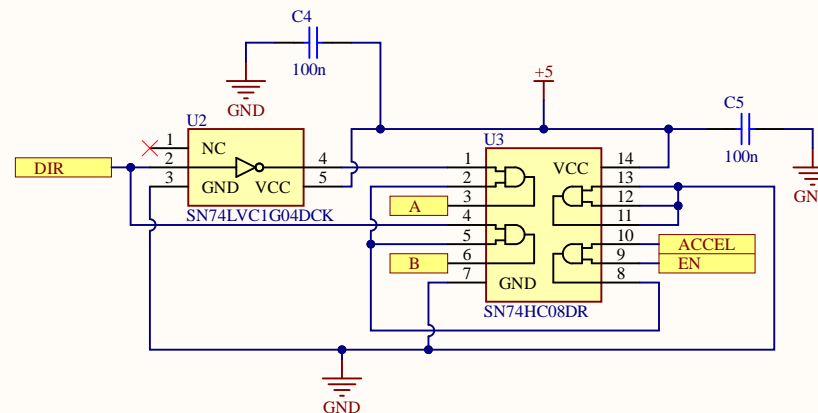 C4
100n
GND
+5
C5
100n
GND
U2
1
NC
2
3
GND
VCC
4
5
SN74LVC1G04DCK
DIR
U3
1
2
3
4
5
6
7
VCC
GND
14
13
12
11
10
9
8
SN74HC08DR
A
B
ACCEL
EN
GND